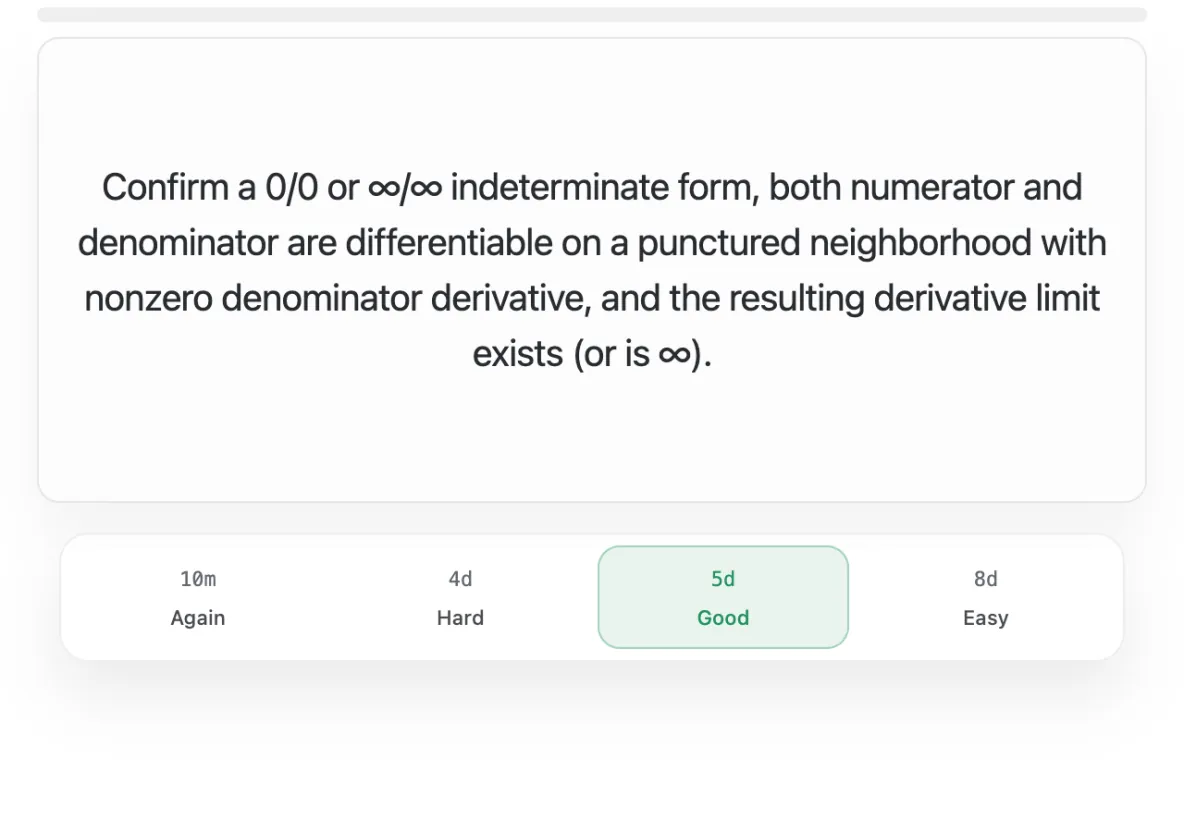 Confirm a 0/0 or ∞/∞ indeterminate form, both numerator and
denominator are differentiable on a punctured neighborhood with
nonzero denominator derivative, and the resulting derivative limit
exists (or is ∞).
10m
Again
4d
Hard
5d
Good
8d
Easy